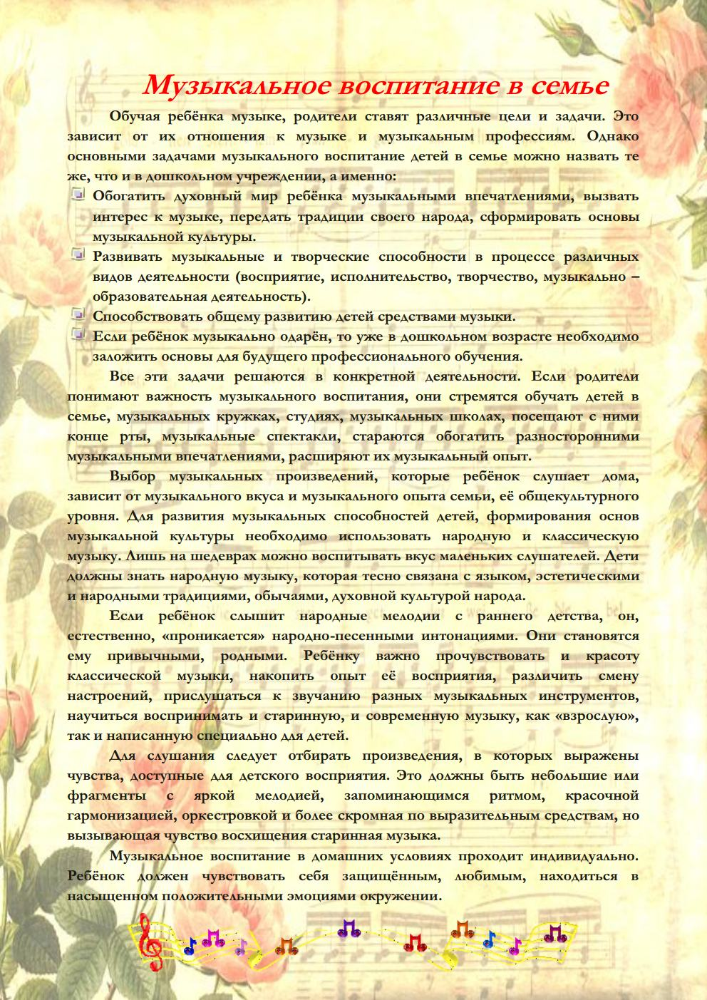 Музыкальное воспитание в семье
Обучая ребёнка музыке, родители ставят различные цели и задачи. Это
зависит от их отношения к музыке и музыкальным профессиям. Однако
основными задачами музыкального воспитание детей в семье можно назвать те
же, что и в дошкольном учреждении, а именно:
Обогатить духовный мир ребёнка музыкальными впечатлениями, вызвать
интерес к музыке, передать традиции своего народа, сформировать основы
музыкальной культуры.
Развивать музыкальные и творческие способности в процессе различных
видов деятельности (восприятие, исполнительство, творчество, музыкально –
образовательная деятельность).
Способствовать общему развитию детей средствами музыки.
Если ребёнок музыкально одарён, то уже в дошкольном возрасте необходимо
заложить основы для будущего профессионального обучения.
Все эти задачи решаются в конкретной деятельности. Если родители
понимают важность музыкального воспитания, они стремятся обучать детей в
семье, музыкальных кружках, студиях, музыкальных школах, посещают с ними
конце рты, музыкальные спектакли, стараются обогатить разносторонними
музыкальными впечатлениями, расширяют их музыкальный опыт.
Выбор музыкальных произведений, которые ребёнок слушает дома,
зависит от музыкального вкуса и музыкального опыта семьи, её общекультурного
уровня. Для развития музыкальных способностей детей, формирования основ
музыкальной культуры необходимо использовать народную и классическую
музыку. Лишь на шедеврах можно воспитывать вкус маленьких слушателей. Дети
должны знать народную музыку, которая тесно связана с языком, эстетическими
и народными традициями, обычаями, духовной культурой народа.
Если ребёнок слышит народные мелодии с раннего детства, он,
естественно, «проникается» народно-песенными интонациями. Они становятся
ему привычными, родными. Ребёнку важно прочувствовать и красоту
классической музыки, накопить опыт её восприятия, различить смену
настроений, прислушаться к звучанию разных музыкальных инструментов,
научиться воспринимать и старинную, и современную музыку, как «взрослую»,
так и написанную специально для детей.
Для слушания следует отбирать произведения, в которых выражены
чувства, доступные для детского восприятия. Это должны быть небольшие или
фрагменты с яркой мелодией, запоминающимся ритмом, красочной
гармонизацией, оркестровкой и более скромная по выразительным средствам, но
вызывающая чувство восхищения старинная музыка.
Музыкальное воспитание в домашних условиях проходит индивидуально.
Ребёнок должен чувствовать себя защищённым, любимым, находиться в
насыщенном положительными эмоциями окружении.